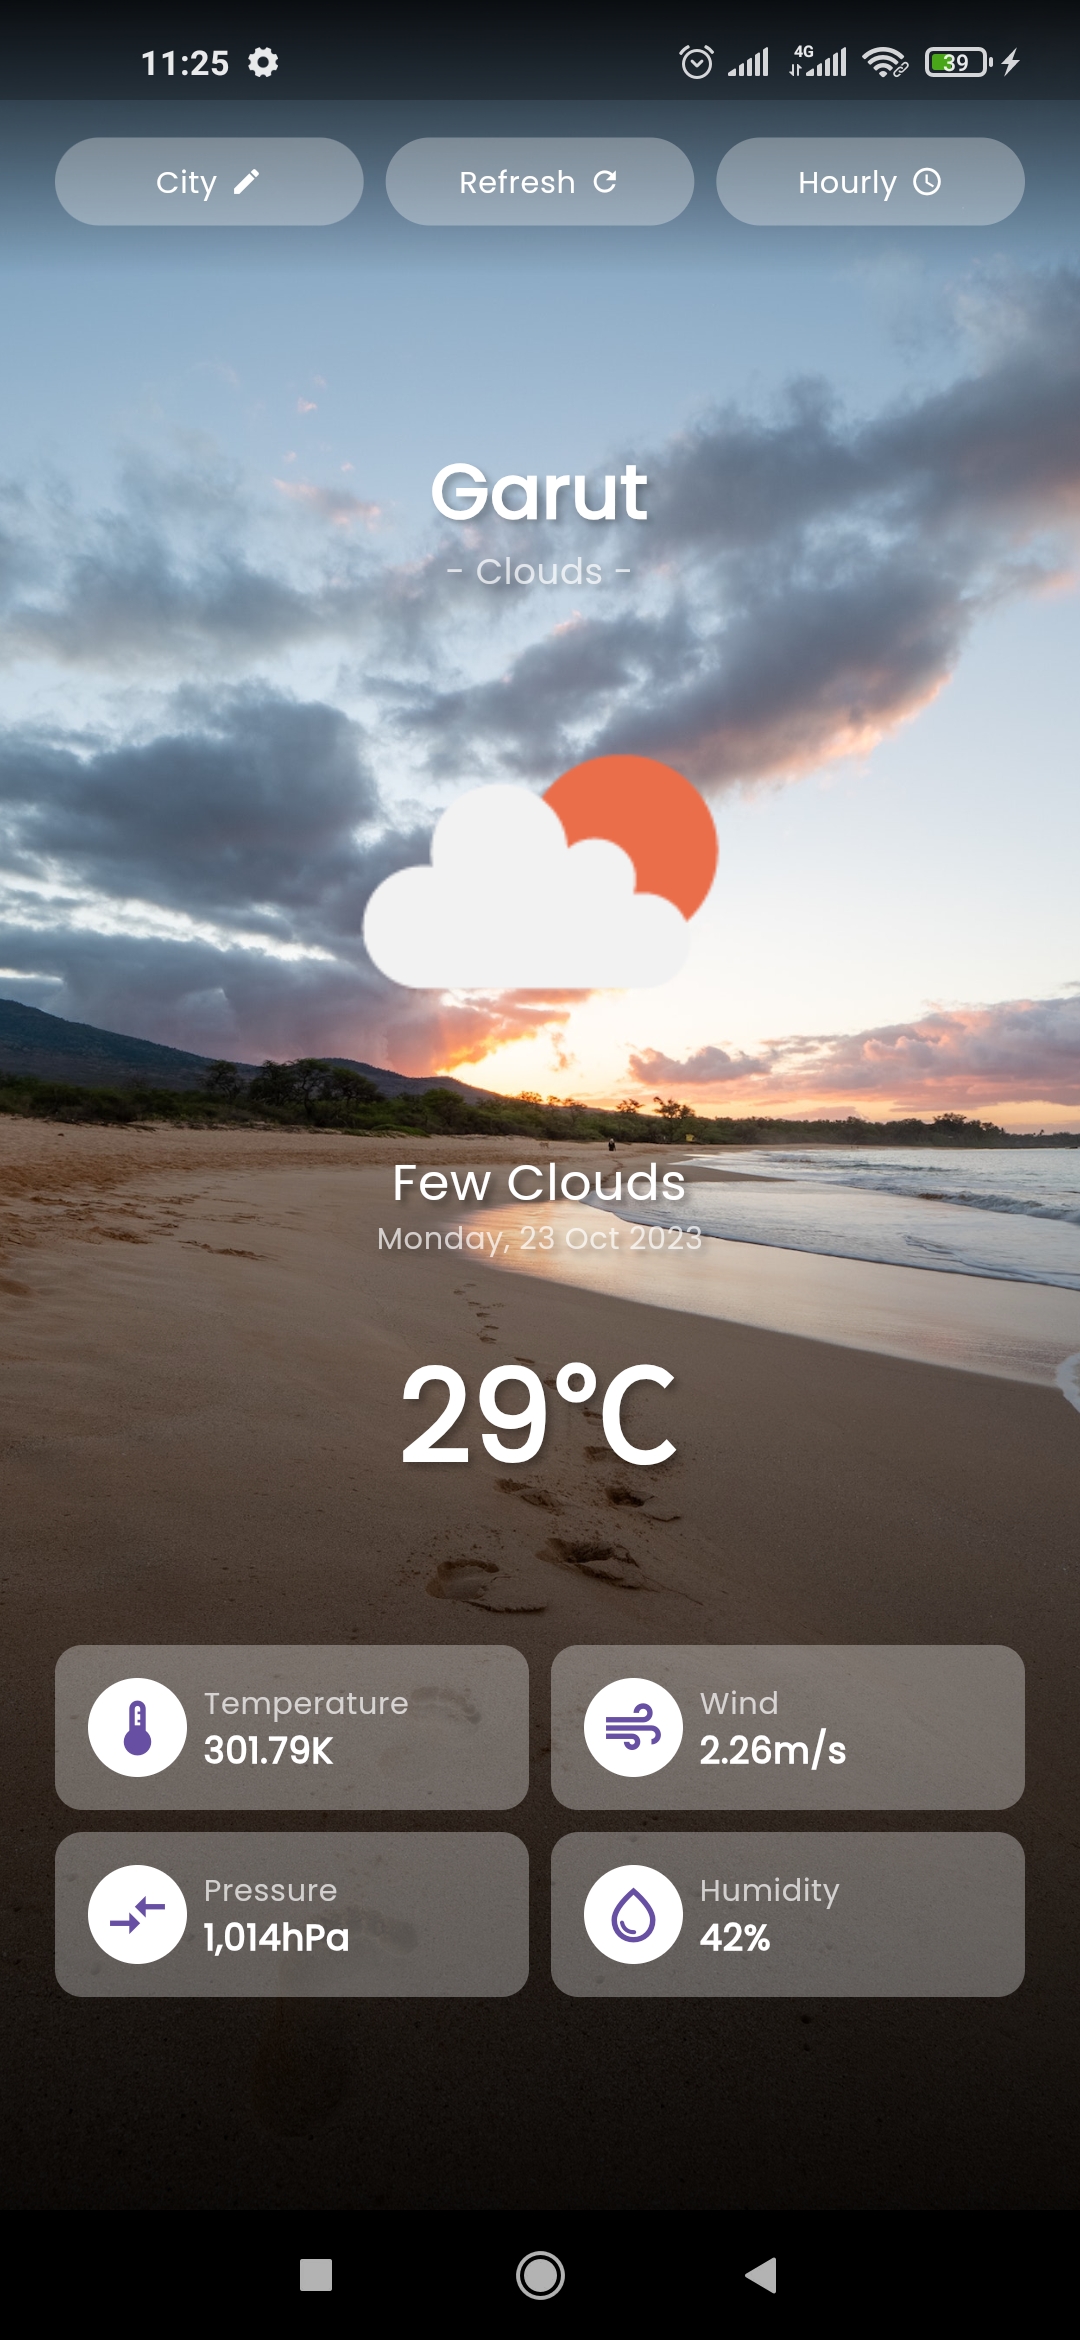 11:25
4G
39
City
Refresh
Hourly
Garut
- Clouds -
Few Clouds
Monday, 23 Oct 2023
29°C
Temperature
301.79K
Wind
2.26m/s
Pressure
1,014hPa
Humidity
42%